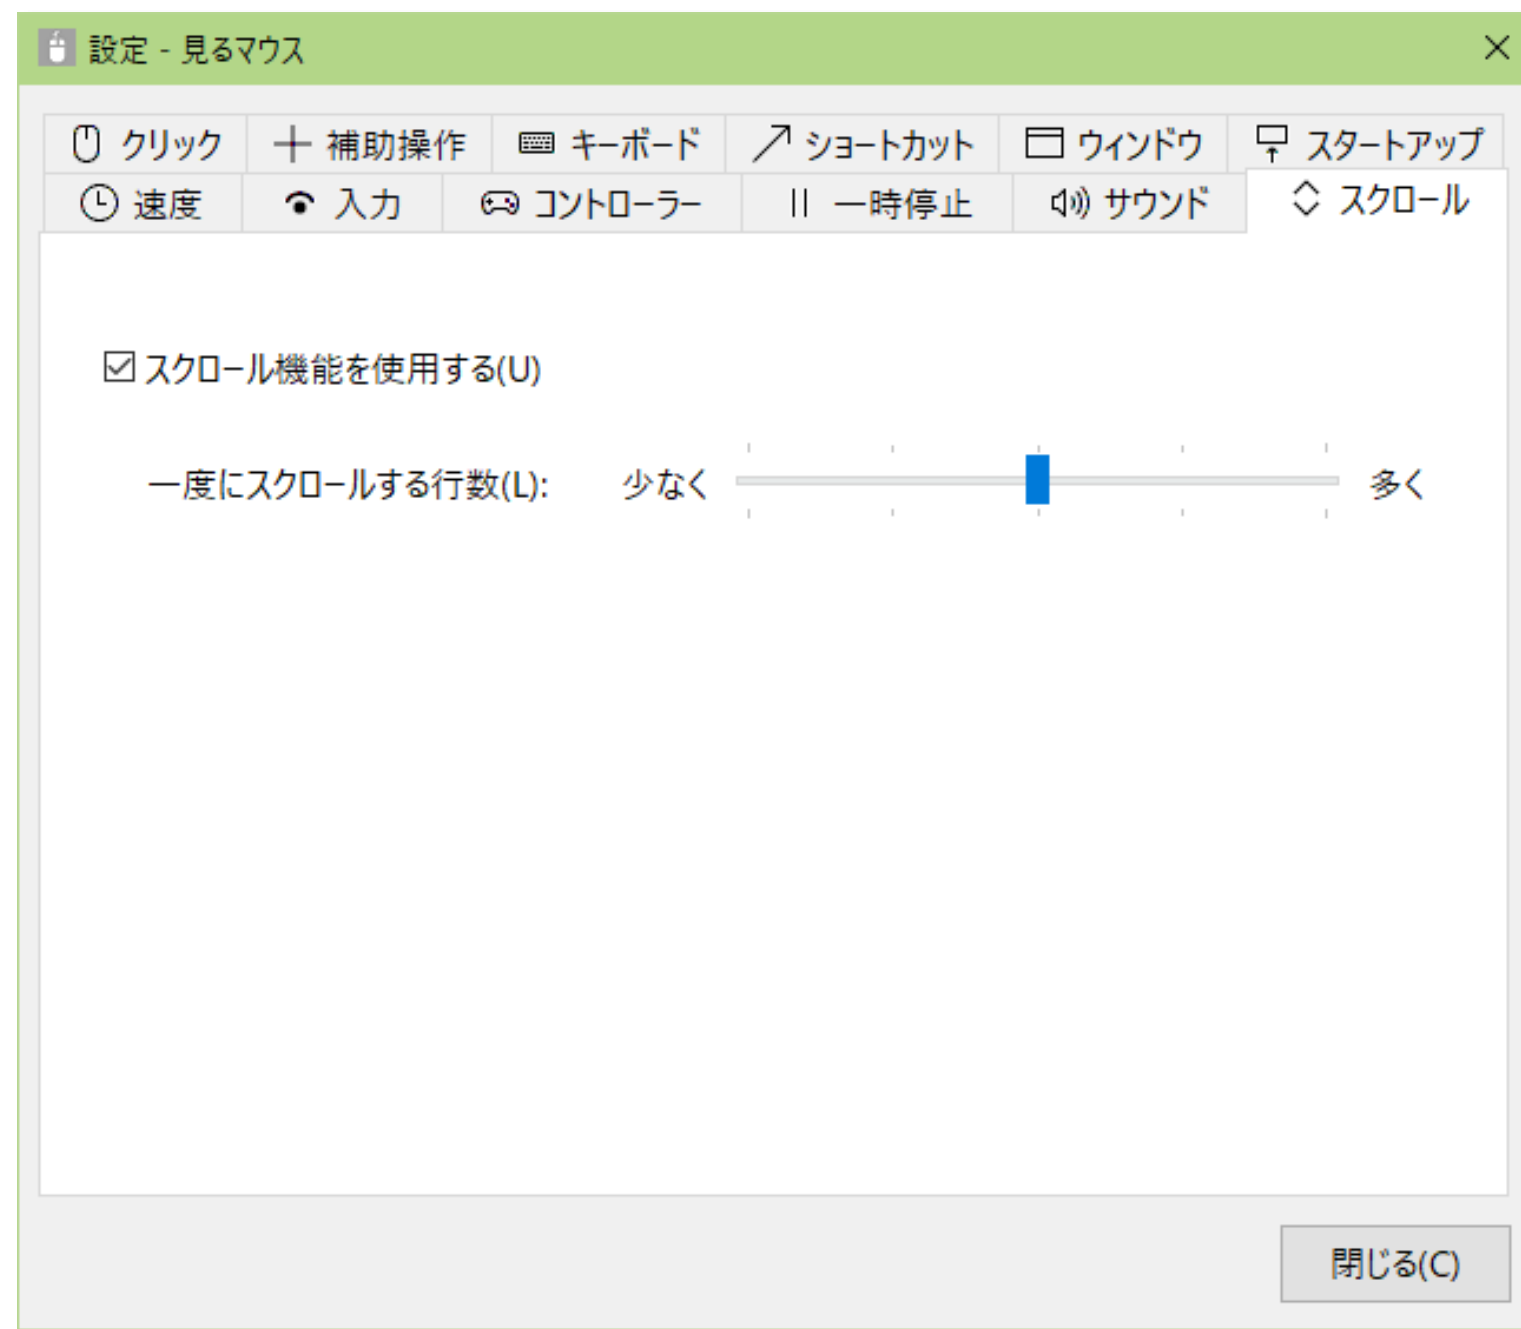 設定 - 見るマウス
クリック 補助操作 キーボード ショートカット ウィンドウ スタートアップ
速度 入力 コントローラー 一時停止 サウンド スクロール
スクロール機能を使用する(U)
一度にスクロールする行数(L): 少なく 多く
閉じる(C)